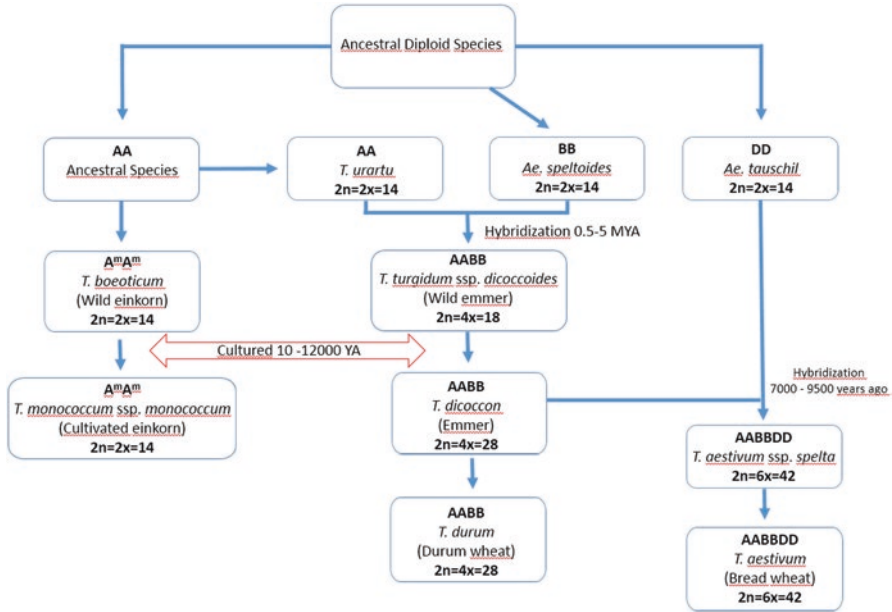 Ancestral Diploid Species
AA
Ancestral Species
AA
T. urartu
2n=2x=14
BB
Ae. speltoides
2n=2x=14
DD
Ae. tauschil
2n=2x=14
Hybridization 0.5-5 MYA
AᵐAᵐ
T. boeoticum
(Wild einkorn)
2n=2x=14
AABB
T. turgidum ssp. dicoccoides
(Wild emmer)
2n=4x=18
Cultured 10 -12000 YA
Hybridization
7000 - 9500 years ago
AᵐAᵐ
T. monococcum ssp. monococcum
(Cultivated einkorn)
2n=2x=14
AABB
T. dicoccon
(Emmer)
2n=4x=28
AABBDD
T. aestivum ssp. spelta
2n=6x=42
AABB
T. durum
(Durum wheat)
2n=4x=28
AABBDD
T. aestivum
(Bread wheat)
2n=6x=42